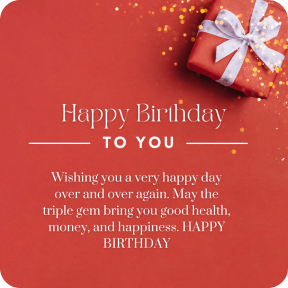 Happy Birthday
TO YOU
Wishing you a very happy day
over and over again. May the
triple gem bring you good health,
money, and happiness. HAPPY
BIRTHDAY